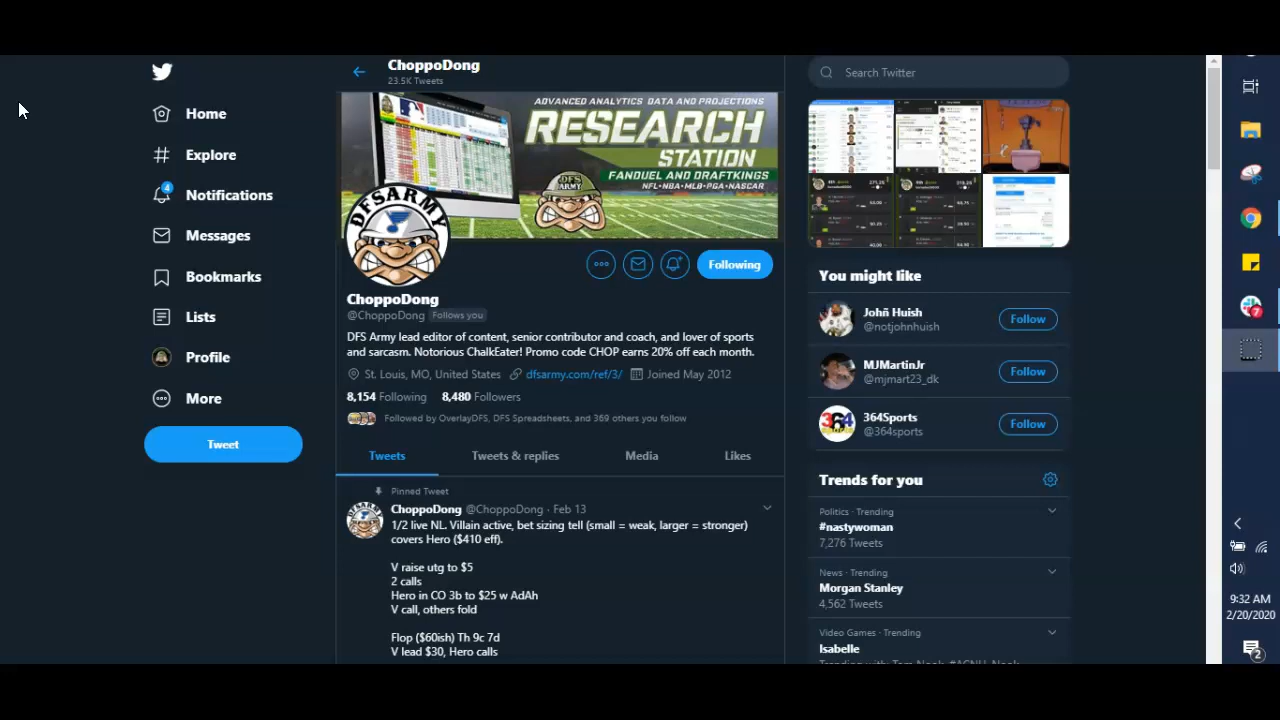 ChoppoDong
23.5K Tweets
Search Twitter
Home
Explore
4
Notifications
Messages
Bookmarks
Lists
Profile
More
Tweet
ADVANCED ANALYTICS DATA AND PROJECTIONS
RESEARCH
STATION
FANDUEL AND DRAFTKINGS
NFL•NBA•MLB•PGA•NASCAR
DFS
ARMY
DFSARMY
Following
ChoppoDong
@ChoppoDong Follows you
DFS Army lead editor of content, senior contributor and coach, and lover of sports
and sarcasm. Notorious ChalkEater! Promo code CHOP earns 20% off each month.
St. Louis, MO, United States dfsarmy.com/ref/3/ Joined May 2012
8,154 Following 8,480 Followers
Followed by OverlayDFS, DFS Spreadsheets, and 369 others you follow
Tweets Tweets & replies Media Likes
Pinned Tweet
ChoppoDong @ChoppoDong · Feb 13
1/2 live NL. Villain active, bet sizing tell (small = weak, larger = stronger)
covers Hero ($410 eff).
V raise utg to $5
2 calls
Hero in CO 3b to $25 w AdAh
V call, others fold
Flop ($60ish) Th 9c 7d
V lead $30, Hero calls
You might like
Johñ Huish
@notjohnhuish
Follow
MJMartinJr
@mjmart23_dk
Follow
364
364Sports
@364sports
Follow
Trends for you
Politics · Trending
#nastywoman
7,276 Tweets
News · Trending
Morgan Stanley
4,562 Tweets
Video Games · Trending
Isabelle
7
9:32 AM
2/20/2020
2